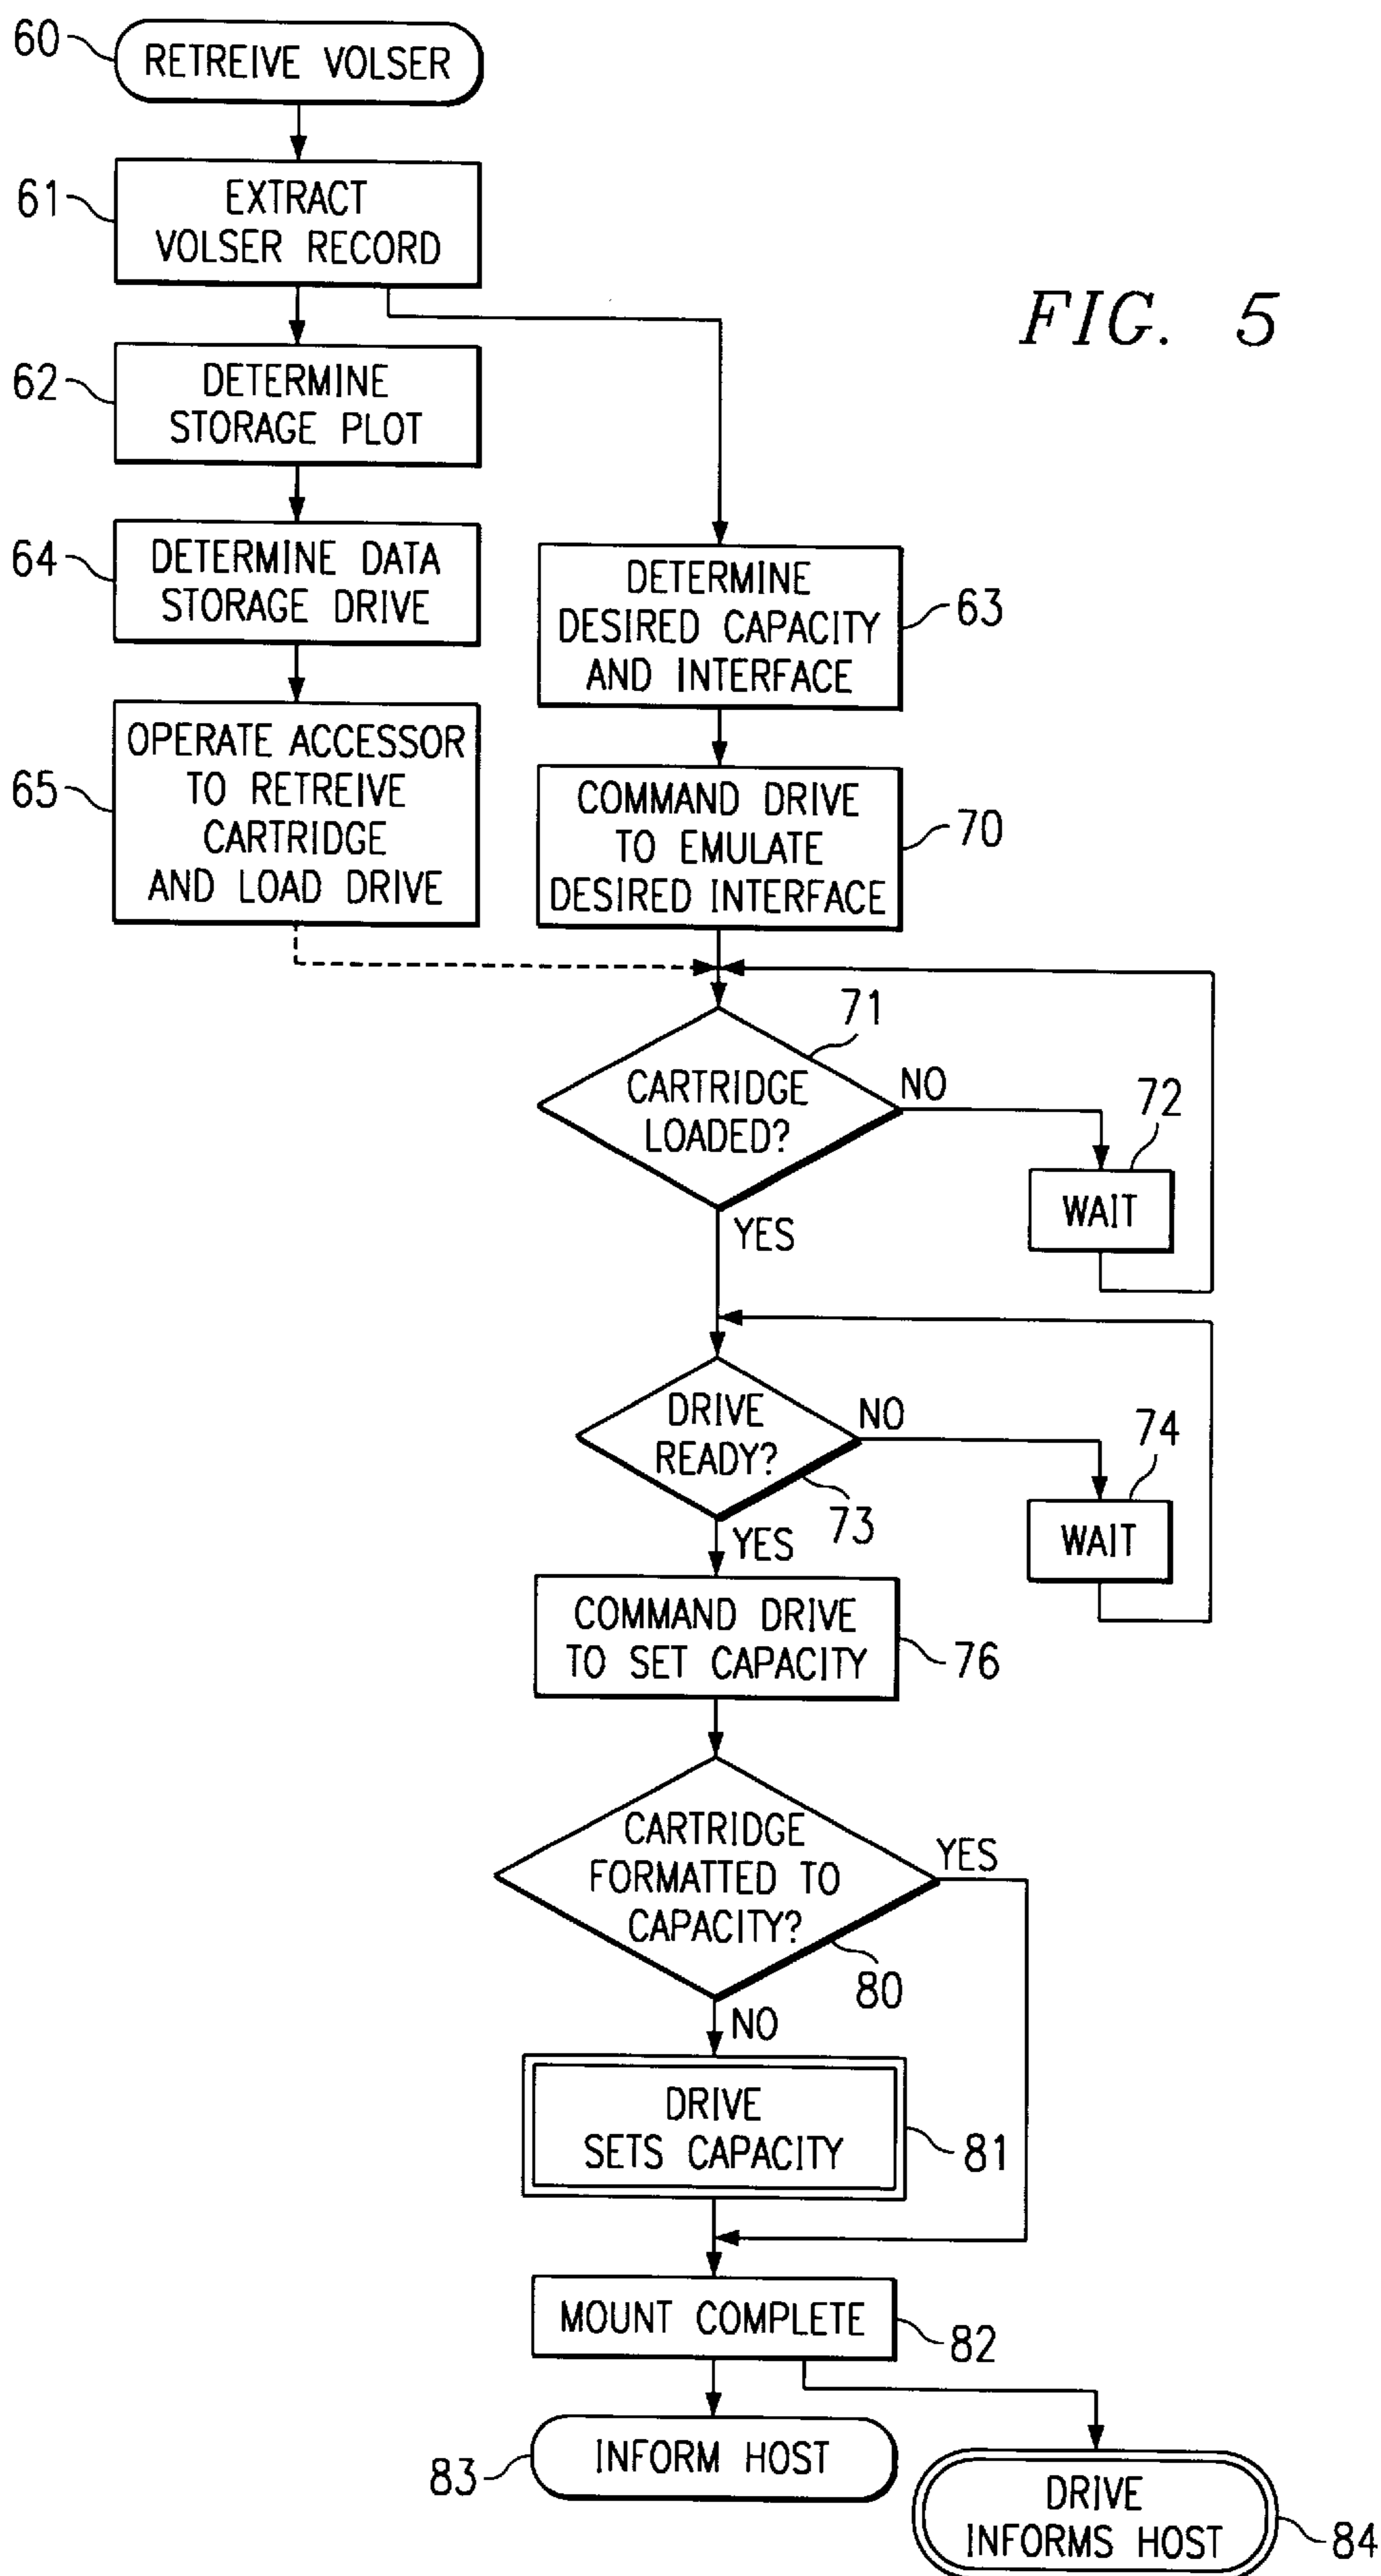 60
RETREIVE VOLSER
61
EXTRACT
VOLSER RECORD
FIG. 5
62
DETERMINE
STORAGE PLOT
64
DETERMINE DATA
STORAGE DRIVE
DETERMINE
DESIRED CAPACITY
AND INTERFACE
63
65
OPERATE ACCESSOR
TO RETREIVE
CARTRIDGE
AND LOAD DRIVE
COMMAND DRIVE
TO EMULATE
DESIRED INTERFACE
70
71
CARTRIDGE
LOADED?
NO
72
WAIT
YES
DRIVE
READY?
NO
73
74
WAIT
YES
COMMAND DRIVE
TO SET CAPACITY
76
CARTRIDGE
FORMATTED TO
CAPACITY?
YES
80
NO
DRIVE
SETS CAPACITY
81
MOUNT COMPLETE
82
83
INFORM HOST
DRIVE
INFORMS HOST
84